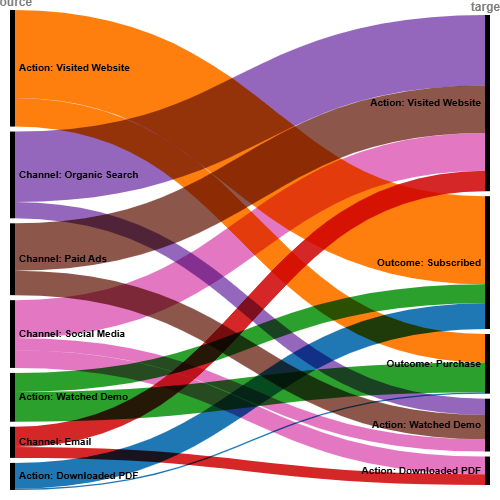 ource
targe
Action: Visited Website
Channel: Organic Search
Channel: Paid Ads
Channel: Social Media
Action: Watched Demo
Channel: Email
Action: Downloaded PDF
Action: Visited Website
Outcome: Subscribed
Outcome: Purchase
Action: Watched Demo
Action: Downloaded PDF